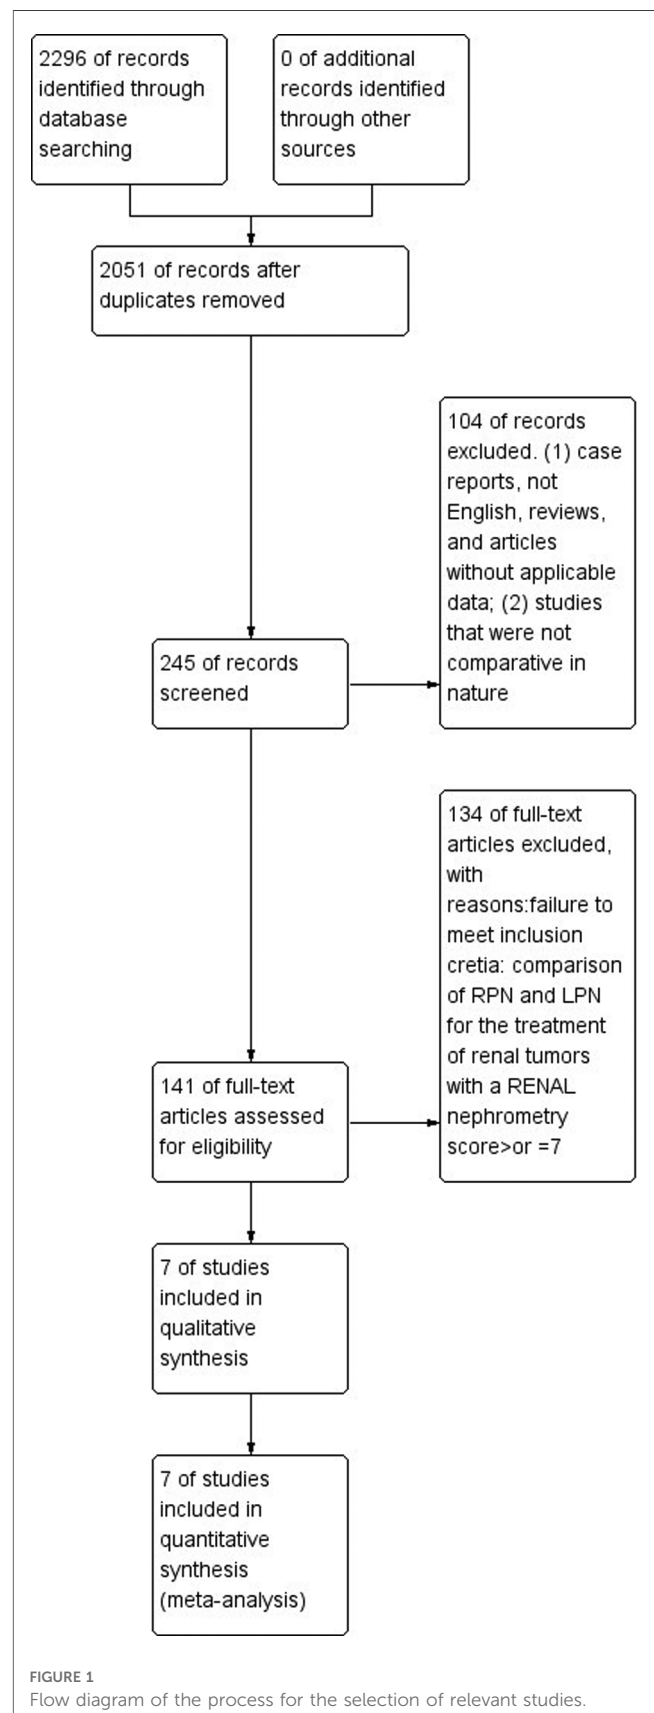 2296 of records
identified through
database
searching
0 of additional
records identified
through other
sources
2051 of records after
duplicates removed
104 of records
excluded. (1) case
reports, not
English, reviews,
and articles
without applicable
data; (2) studies
that were not
comparative in
nature
245 of records
screened
134 of full-text
articles excluded,
with
reasons:failure to
meet inclusion
cretia: comparison
of RPN and LPN
for the treatment
of renal tumors
with a RENAL
nephrometry
score>or =7
141 of full-text
articles assessed
for eligibility
7 of studies
included in
qualitative
synthesis
7 of studies
included in
quantitative
synthesis
(meta-analysis)
FIGURE 1
Flow diagram of the process for the selection of relevant studies.